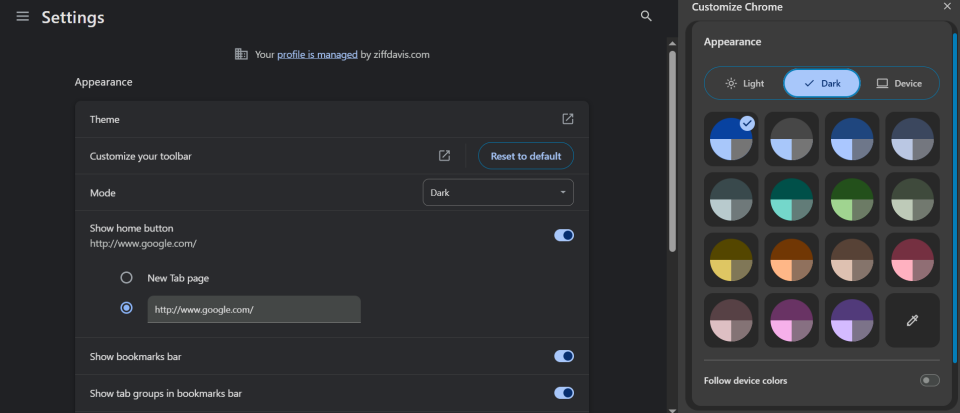 Settings
Your profile is managed by ziffdavis.com
Appearance
Theme
Customize your toolbar
Reset to default
Mode
Dark
Show home button
http://www.google.com/
New Tab page
http://www.google.com/
Show bookmarks bar
Show tab groups in bookmarks bar
Customize Chrome
Appearance
Light
Dark
Device
Follow device colors